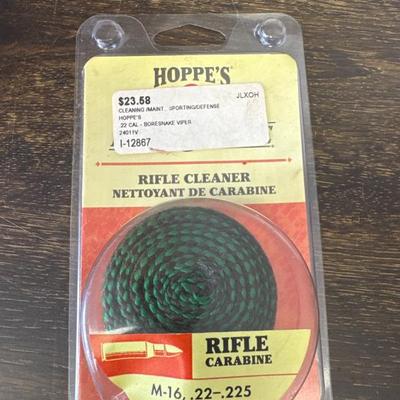 HOPPE'S
$23.58 JLXOH
CLEANING /MAINT. SPORTING/DEFENSE
HOPPE'S
.22 CAL - BORESNAKE VIPER
24011V
I-12867
RIFLE CLEANER
NETTOYANT DE CARABINE
RIFLE
CARABINE
M-16, .22–.225